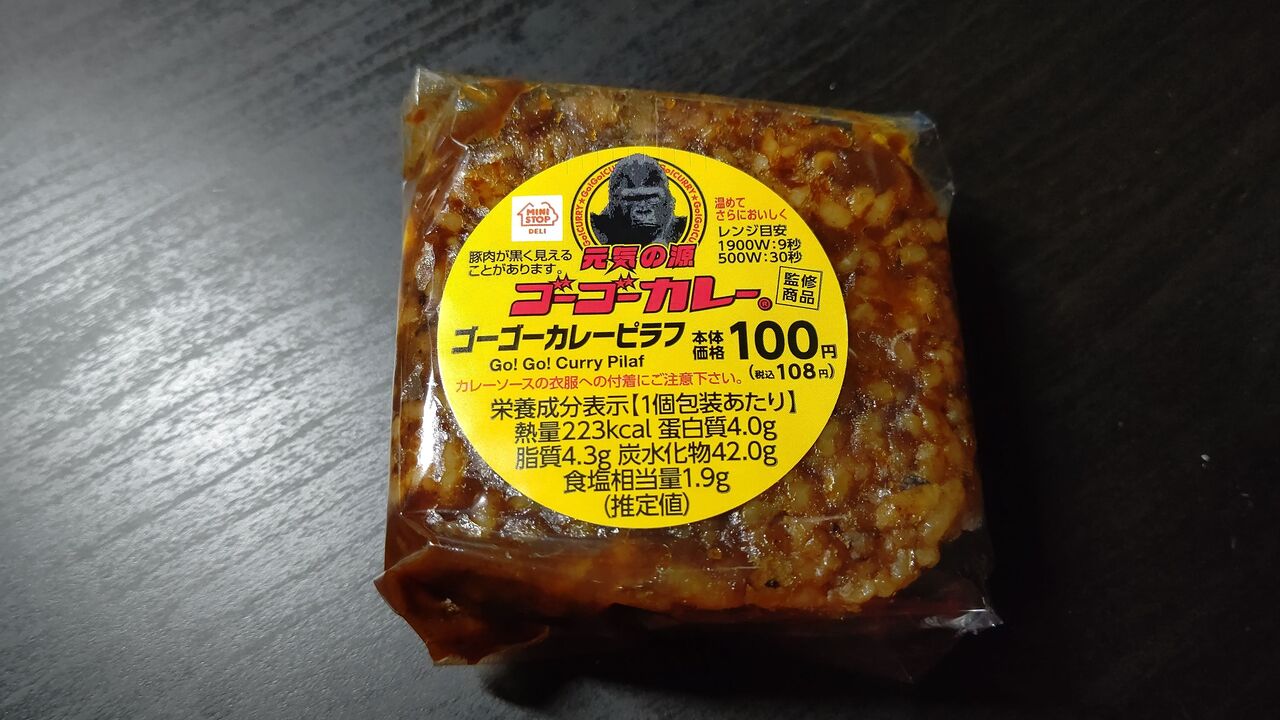 Go!Go!CURRY★Go!Go!CU
MINI
STOP
DELI
温めて
さらにおいしく
レンジ目安
1900W:9秒
500W:30秒
豚肉が黒く見える
ことがあります。
元気の源
ゴーゴーカレー®
監修
商品
ゴーゴーカレーピラフ
本体
価格
100円
Go! Go! Curry Pilaf
(税込108円)
カレーソースの衣服への付着にご注意下さい。
栄養成分表示【1個包装あたり】
熱量223kcal 蛋白質4.0g
脂質4.3g 炭水化物42.0g
食塩相当量1.9g
(推定値)